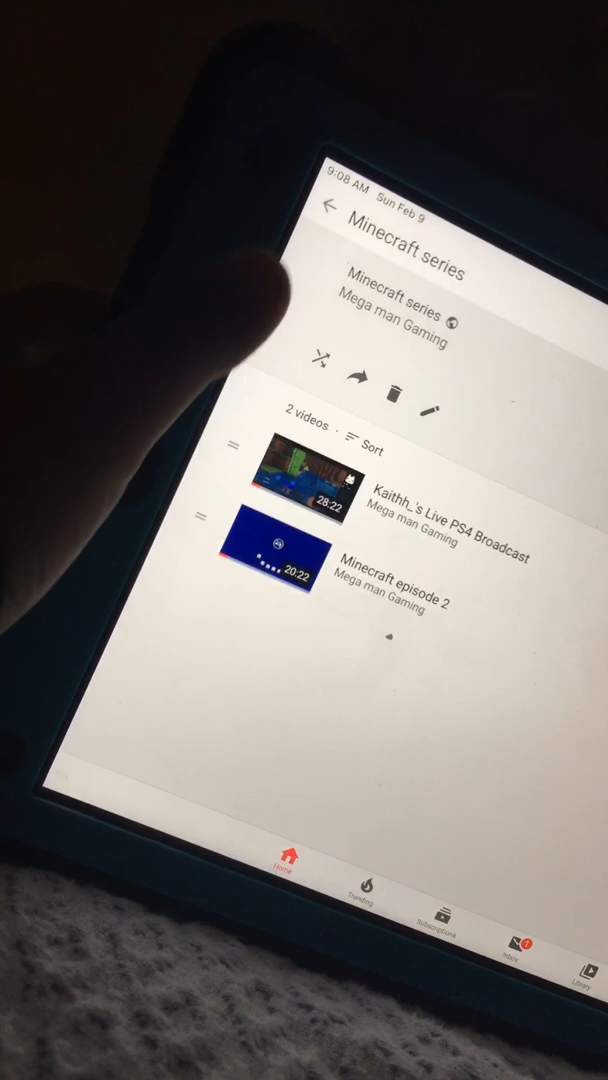 9:08 AM Sun Feb 9
Minecraft series
Minecraft series
Mega man Gaming
2 videos · Sort
28:22
Kaithh_'s Live PS4 Broadcast
Mega man Gaming
20:22
Minecraft episode 2
Mega man Gaming
Home
Trending
Subscriptions
Inbox
1
Library